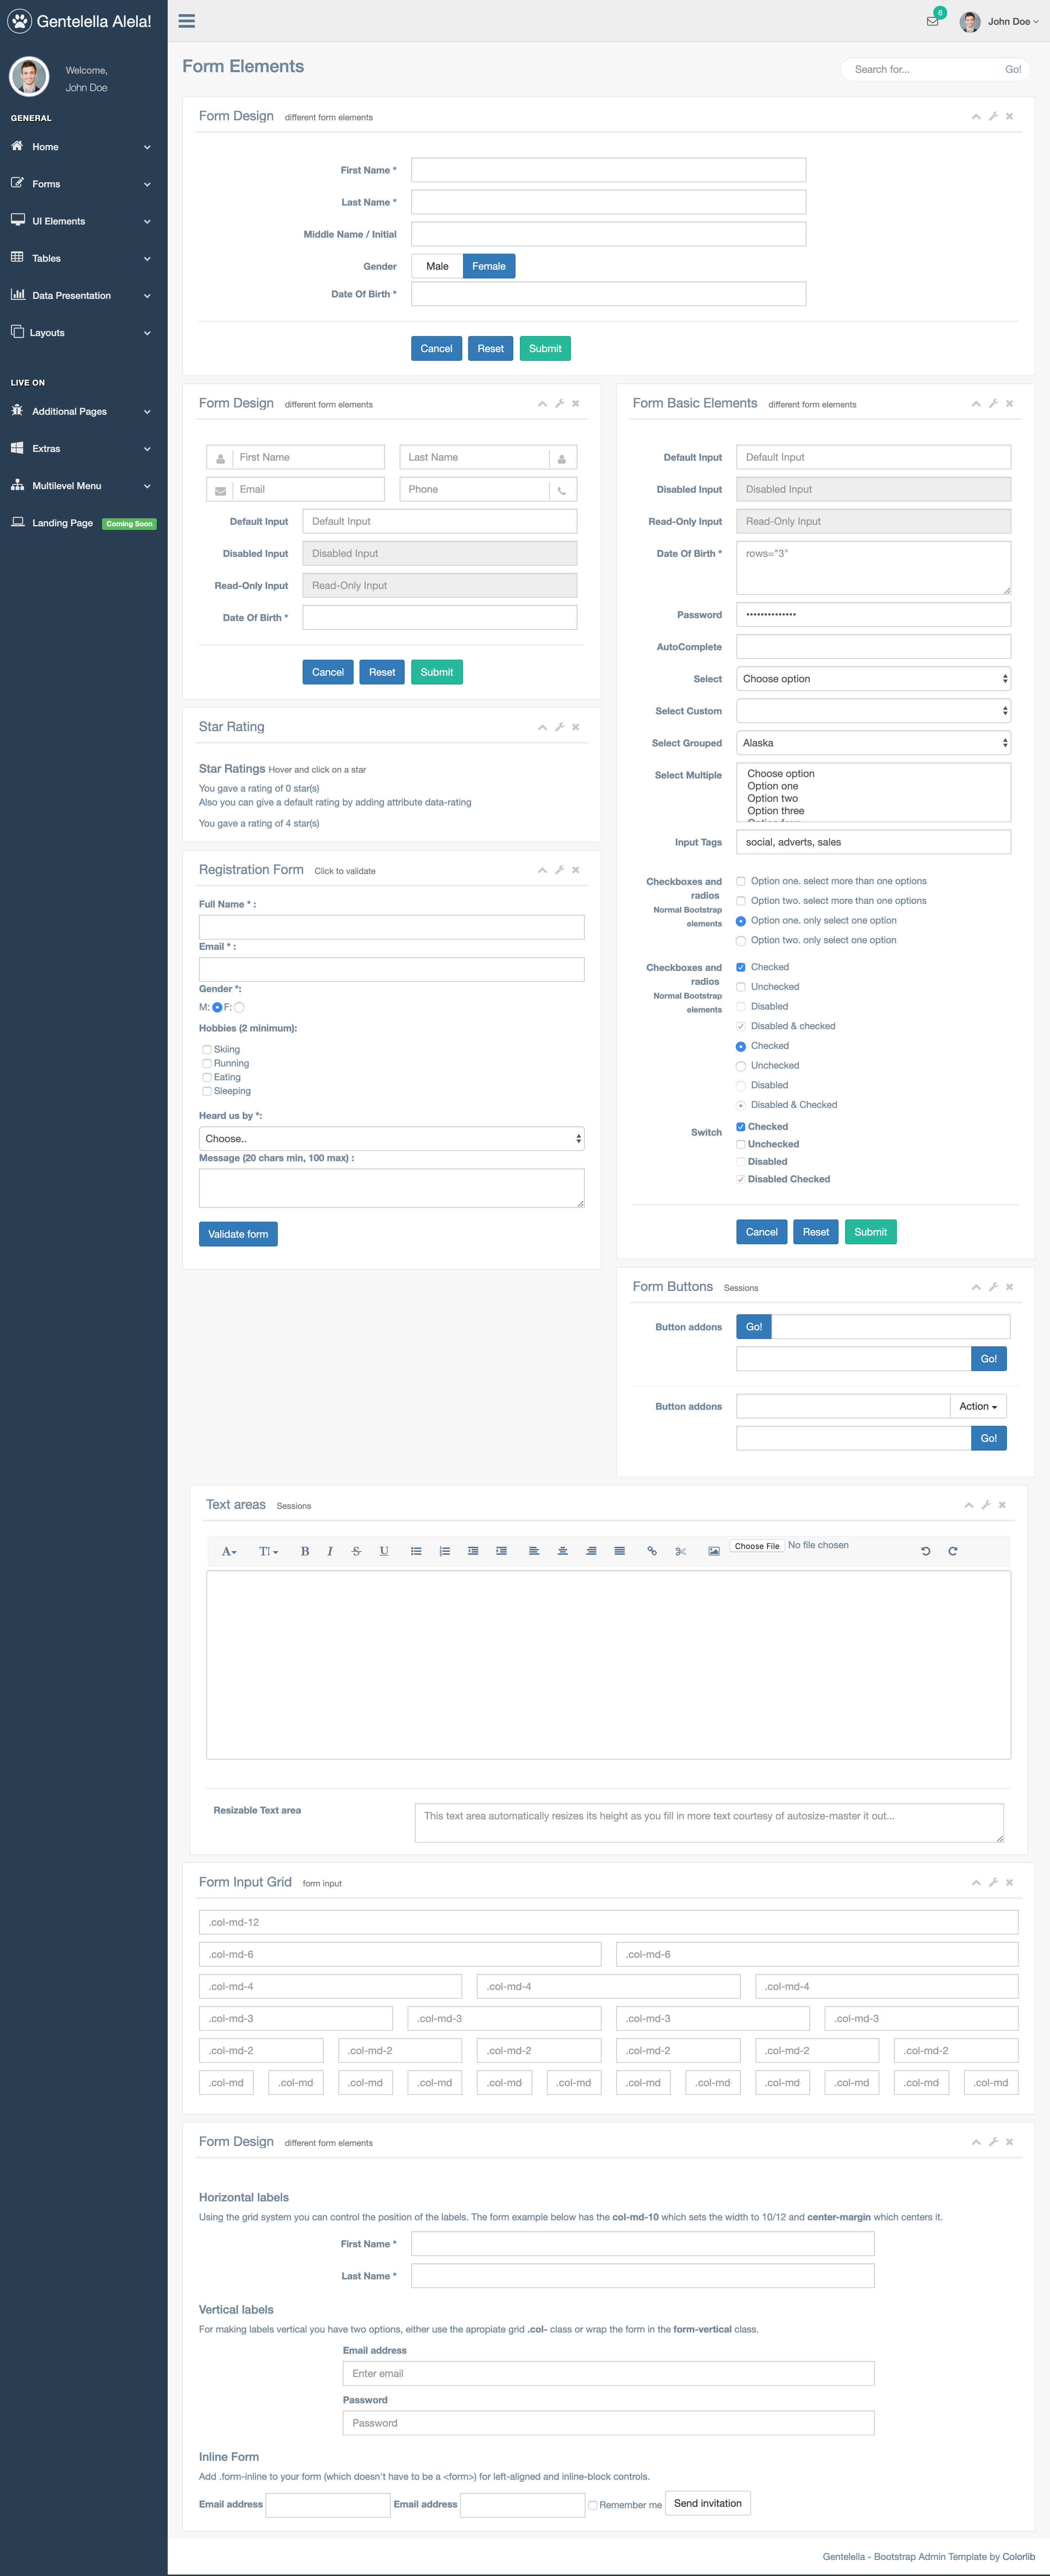 Gentelella Alela!
6
John Doe
Welcome,
John Doe
GENERAL
Home
Forms
UI Elements
Tables
Data Presentation
Layouts
LIVE ON
Additional Pages
Extras
Multilevel Menu
Landing Page Coming Soon
Form Elements
Search for... Go!
Form Design different form elements
First Name *
Last Name *
Middle Name / Initial
Gender Male Female
Date Of Birth *
Cancel Reset Submit
Form Design different form elements
First Name Last Name
Email Phone
Default Input Default Input
Disabled Input Disabled Input
Read-Only Input Read-Only Input
Date Of Birth *
Cancel Reset Submit
Star Rating
Star Ratings Hover and click on a star
You gave a rating of 0 star(s)
Also you can give a default rating by adding attribute data-rating
You gave a rating of 4 star(s)
Registration Form Click to validate
Full Name * :
Email * :
Gender *:
M: F:
Hobbies (2 minimum):
Skiing
Running
Eating
Sleeping
Heard us by *:
Choose..
Message (20 chars min, 100 max) :
Validate form
Form Basic Elements different form elements
Default Input Default Input
Disabled Input Disabled Input
Read-Only Input Read-Only Input
Date Of Birth * rows="3"
Password ••••••••••••••
AutoComplete
Select Choose option
Select Custom
Select Grouped Alaska
Select Multiple Choose option
Option one
Option two
Option three
Input Tags social, adverts, sales
Checkboxes and radios
Normal Bootstrap elements
Option one. select more than one options
Option two. select more than one options
Option one. only select one option
Option two. only select one option
Checkboxes and radios
Normal Bootstrap elements
Checked
Unchecked
Disabled
Disabled & checked
Checked
Unchecked
Disabled
Disabled & Checked
Switch Checked
Unchecked
Disabled
Disabled Checked
Cancel Reset Submit
Form Buttons Sessions
Button addons Go!
Go!
Button addons Action
Go!
Text areas Sessions
A T B I S U Choose File No file chosen
Resizable Text area This text area automatically resizes its height as you fill in more text courtesy of autosize-master it out...
Form Input Grid form input
.col-md-12
.col-md-6 .col-md-6
.col-md-4 .col-md-4 .col-md-4
.col-md-3 .col-md-3 .col-md-3 .col-md-3
.col-md-2 .col-md-2 .col-md-2 .col-md-2 .col-md-2 .col-md-2
.col-md .col-md .col-md .col-md .col-md .col-md .col-md .col-md .col-md .col-md .col-md .col-md
Form Design different form elements
Horizontal labels
Using the grid system you can control the position of the labels. The form example below has the col-md-10 which sets the width to 10/12 and center-margin which centers it.
First Name *
Last Name *
Vertical labels
For making labels vertical you have two options, either use the apropiate grid .col- class or wrap the form in the form-vertical class.
Email address
Enter email
Password
Password
Inline Form
Add .form-inline to your form (which doesn't have to be a <form>) for left-aligned and inline-block controls.
Email address Email address Remember me Send invitation
Gentelella - Bootstrap Admin Template by Colorlib